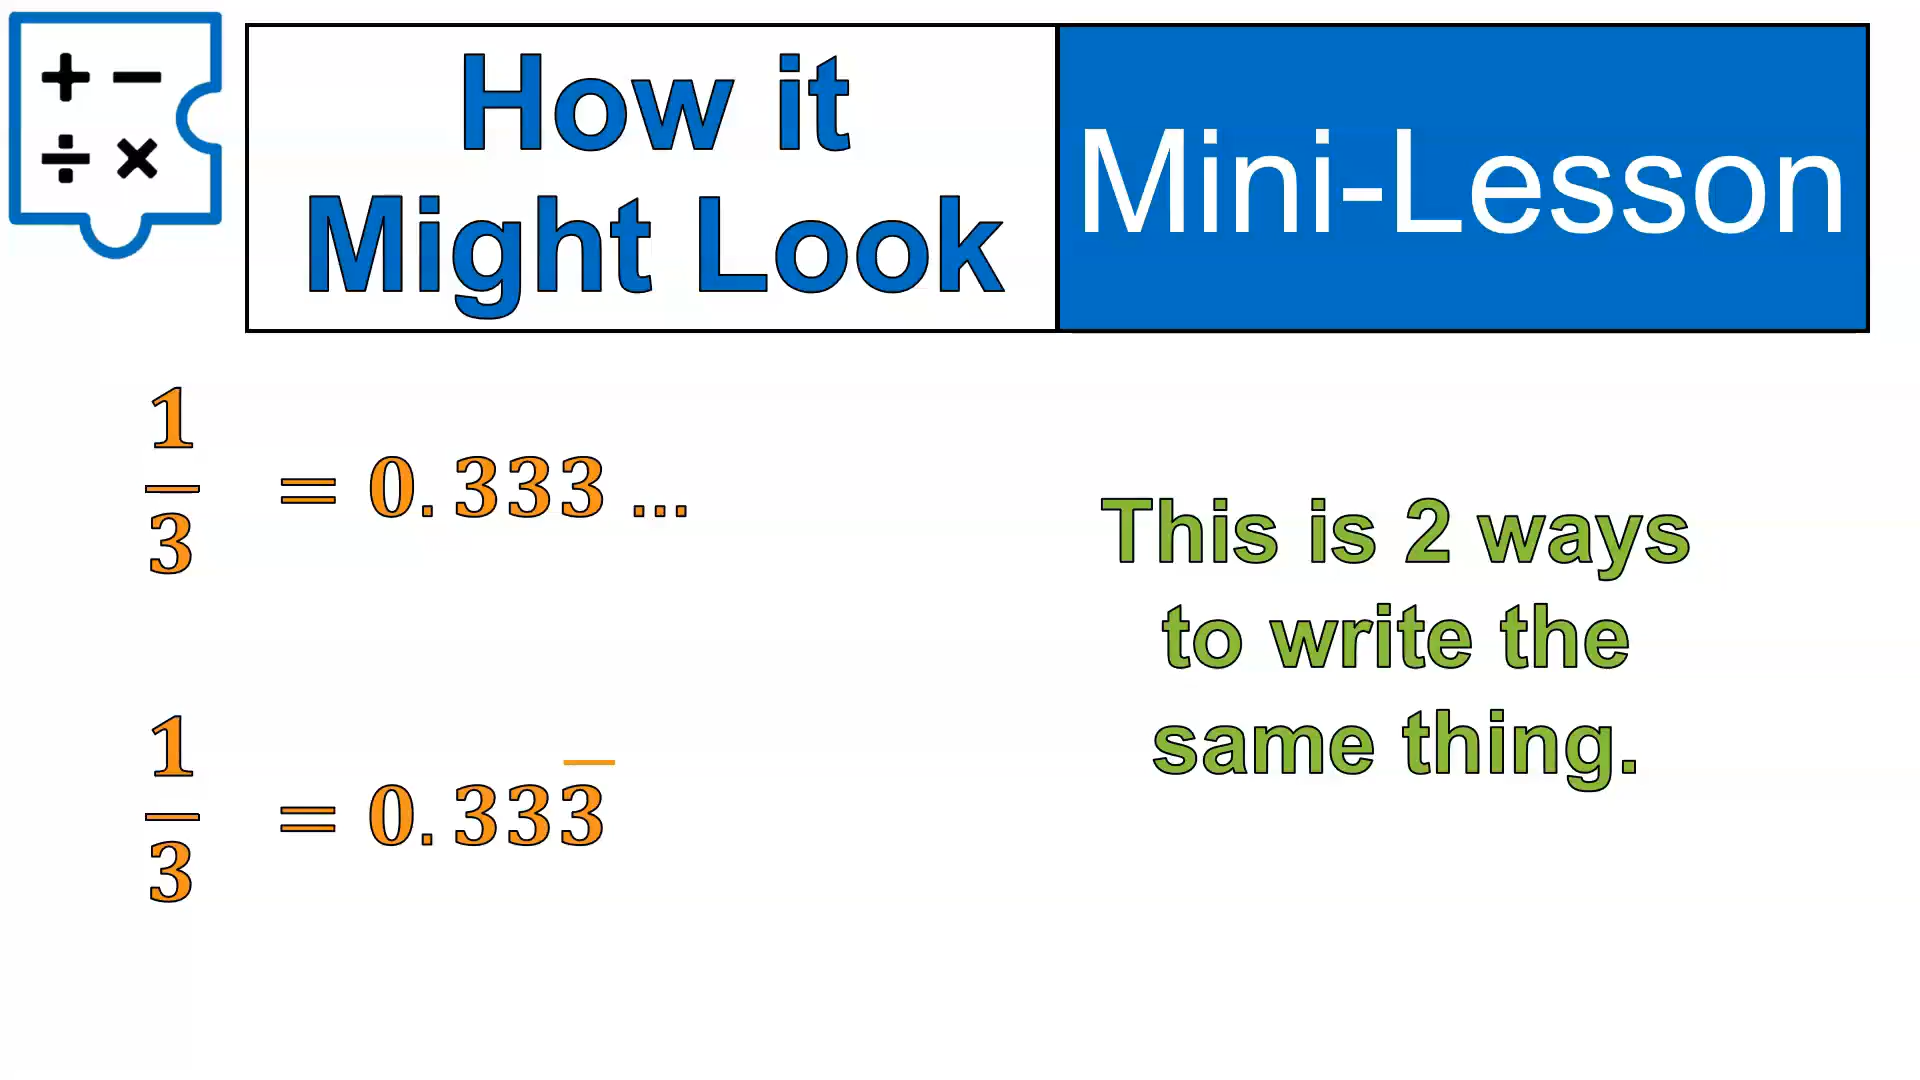 + −
÷ ×
How it
Might Look
Mini-Lesson
1/3 = 0.333...
1/3 = 0.333̅
This is 2 ways
to write the
same thing.